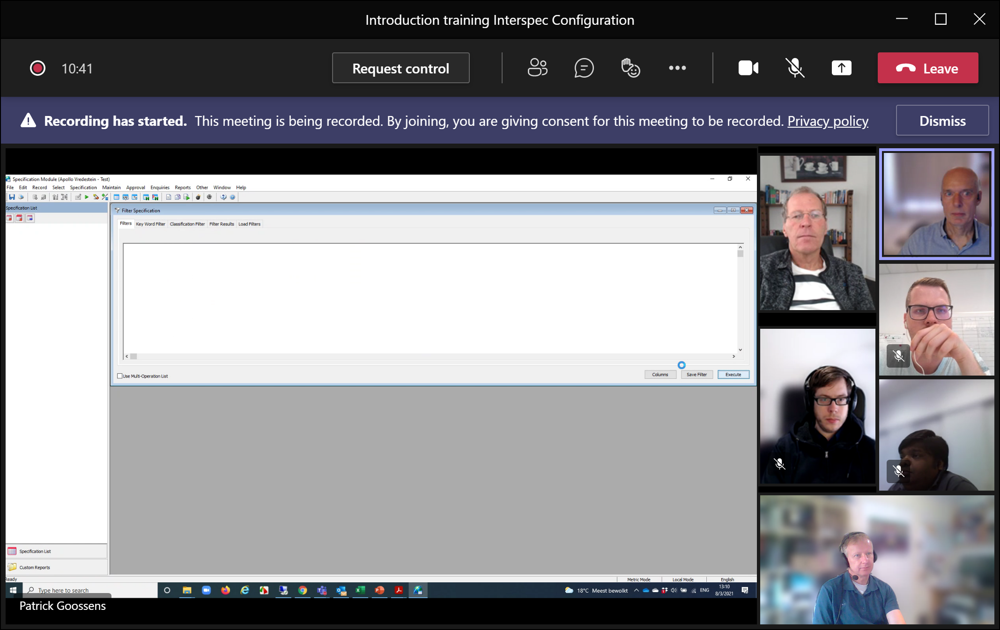 Introduction training Interspec Configuration
10:41
Request control
Leave
Recording has started. This meeting is being recorded. By joining, you are giving consent for this meeting to be recorded. Privacy policy
Dismiss
Specification Module (Apollo Vredestein - Test)
File Edit Record Select Specification Maintain Approval Enquiries Reports Other Window Help
Specification List
Filter Specification
Filters Key Word Filter Classification Filter Filter Results Load Filters
Use Multi-Operation List
Columns Save Filter Execute
Specification List
Custom Reports
Ready
Metric Mode Local Mode English
Type here to search
18°C Meest bewolkt
ENG
13:10
8/3/2021
Patrick Goossens